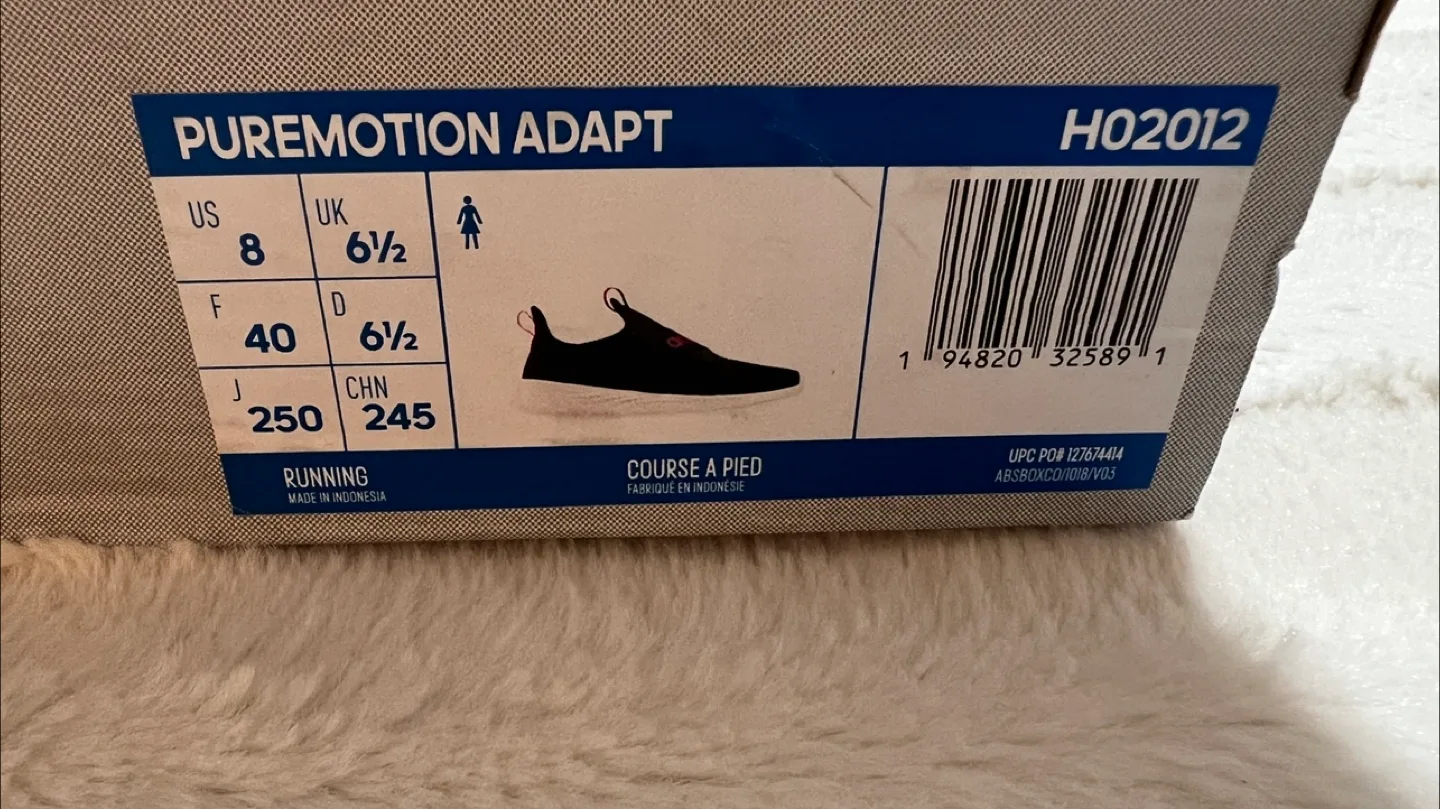 PUREMOTION ADAPT H02012
US 8 UK 6½
F 40 D 6½
J 250 CHN 245
1 94820 32589 1
RUNNING
MADE IN INDONESIA
COURSE A PIED
FABRIQUÉ EN INDONÉSIE
UPC PO# 127674414
ABSBOXCO/1018/V03